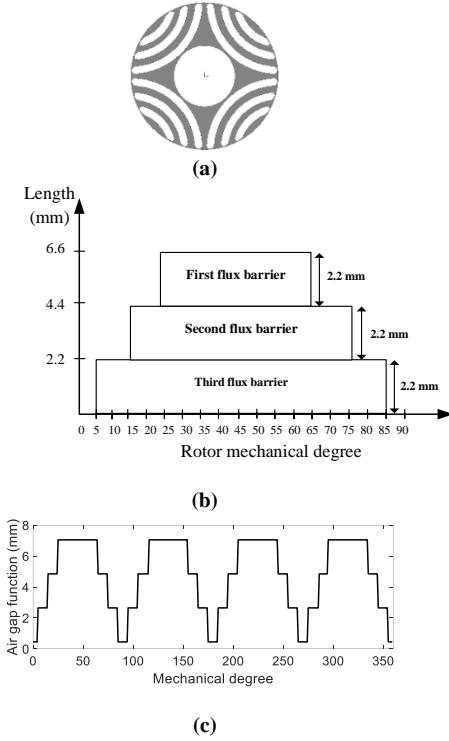 (a)
Length
(mm)
6.6
4.4
2.2
First flux barrier
2.2 mm
Second flux barrier
2.2 mm
Third flux barrier
2.2 mm
0 5 10 15 20 25 30 35 40 45 50 55 60 65 70 75 80 85 90
Rotor mechanical degree
(b)
Air gap function (mm)
8
6
4
2
0
0 50 100 150 200 250 300 350
Mechanical degree
(c)